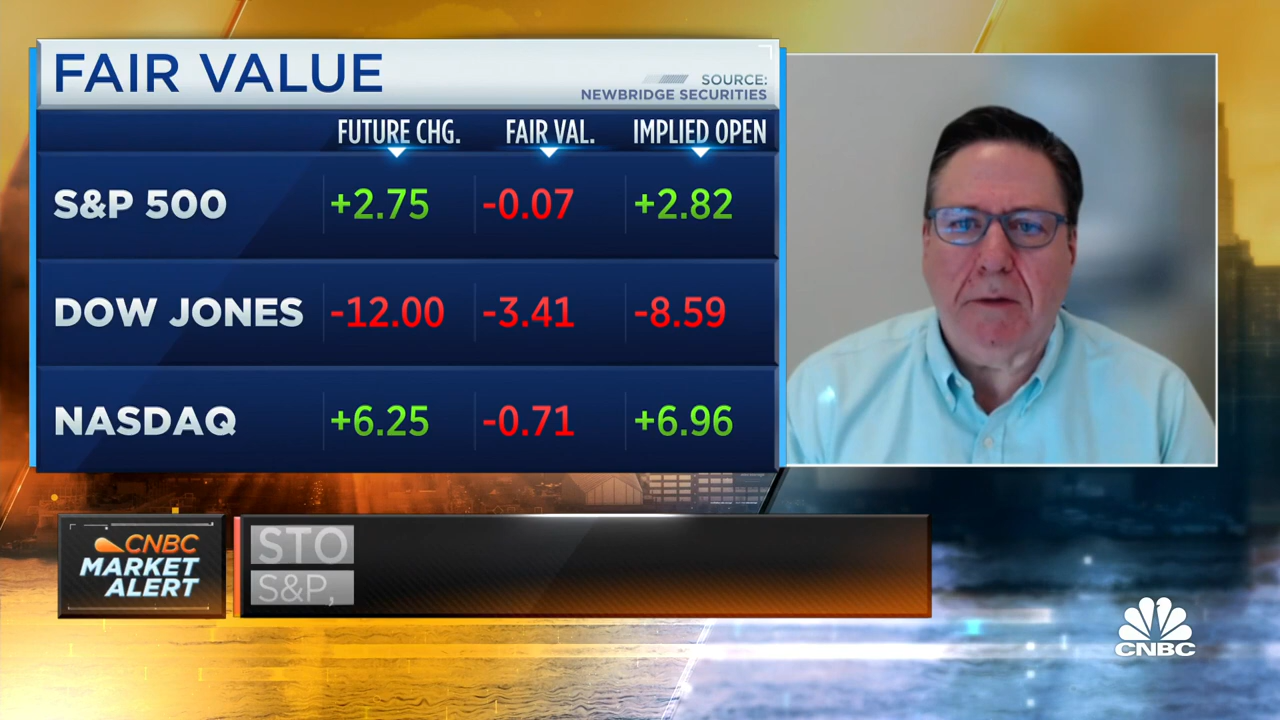 FAIR VALUE
SOURCE:
NEWBRIDGE SECURITIES
FUTURE CHG. FAIR VAL. IMPLIED OPEN
S&P 500 +2.75 -0.07 +2.82
DOW JONES -12.00 -3.41 -8.59
NASDAQ +6.25 -0.71 +6.96
CNBC
MARKET
ALERT
STO
S&P,
CNBC